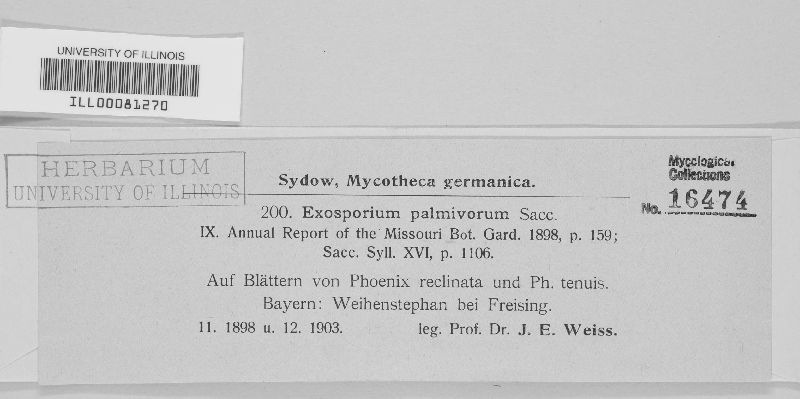 UNIVERSITY OF ILLINOIS
ILL00081270
HERBARIUM
UNIVERSITY OF ILLINOIS
Mycological
Collections
No. 16474
Sydow, Mycotheca germanica.
200. Exosporium palmivorum Sacc.
IX. Annual Report of the Missouri Bot. Gard. 1898, p. 159;
Sacc. Syll. XVI, p. 1106.
Auf Blättern von Phoenix reclinata und Ph. tenuis.
Bayern: Weihenstephan bei Freising.
11. 1898 u. 12. 1903. leg. Prof. Dr. J. E. Weiss.